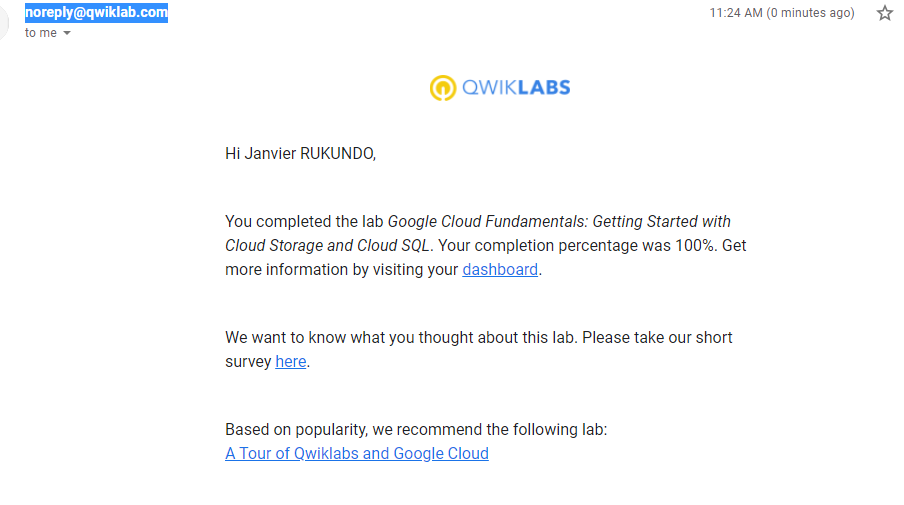 noreply@qwiklab.com
11:24 AM (0 minutes ago)
to me
QWIKLABS
Hi Janvier RUKUNDO,
You completed the lab Google Cloud Fundamentals: Getting Started with
Cloud Storage and Cloud SQL. Your completion percentage was 100%. Get
more information by visiting your dashboard.
We want to know what you thought about this lab. Please take our short
survey here.
Based on popularity, we recommend the following lab:
A Tour of Qwiklabs and Google Cloud